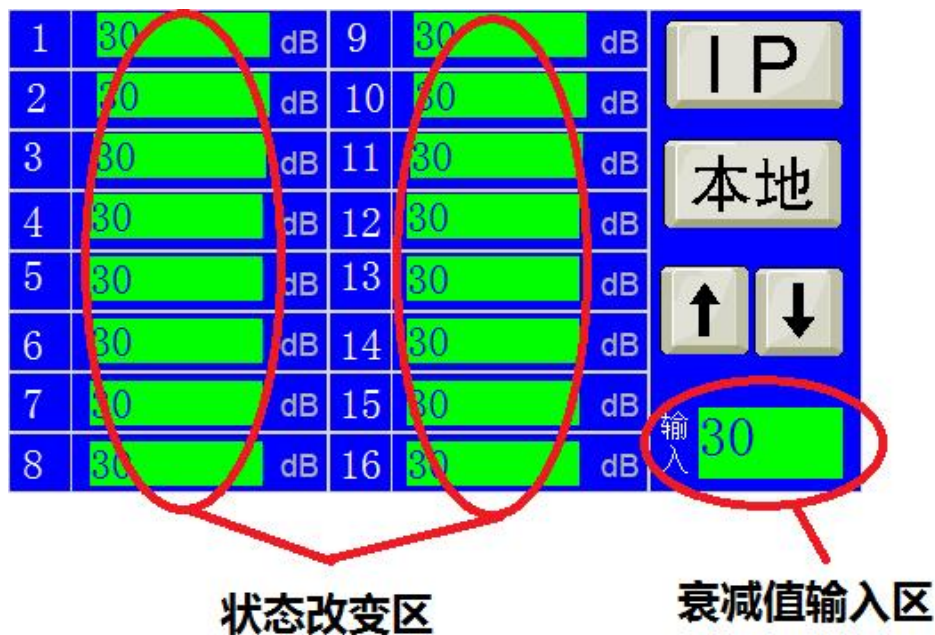 1 30 dB 9 30 dB IP
2 30 dB 10 30 dB
3 30 dB 11 30 dB 本地
4 30 dB 12 30 dB
5 30 dB 13 30 dB ↑ ↓
6 30 dB 14 30 dB
7 30 dB 15 30 dB 输入 30
8 30 dB 16 30 dB
状态改变区 衰减值输入区